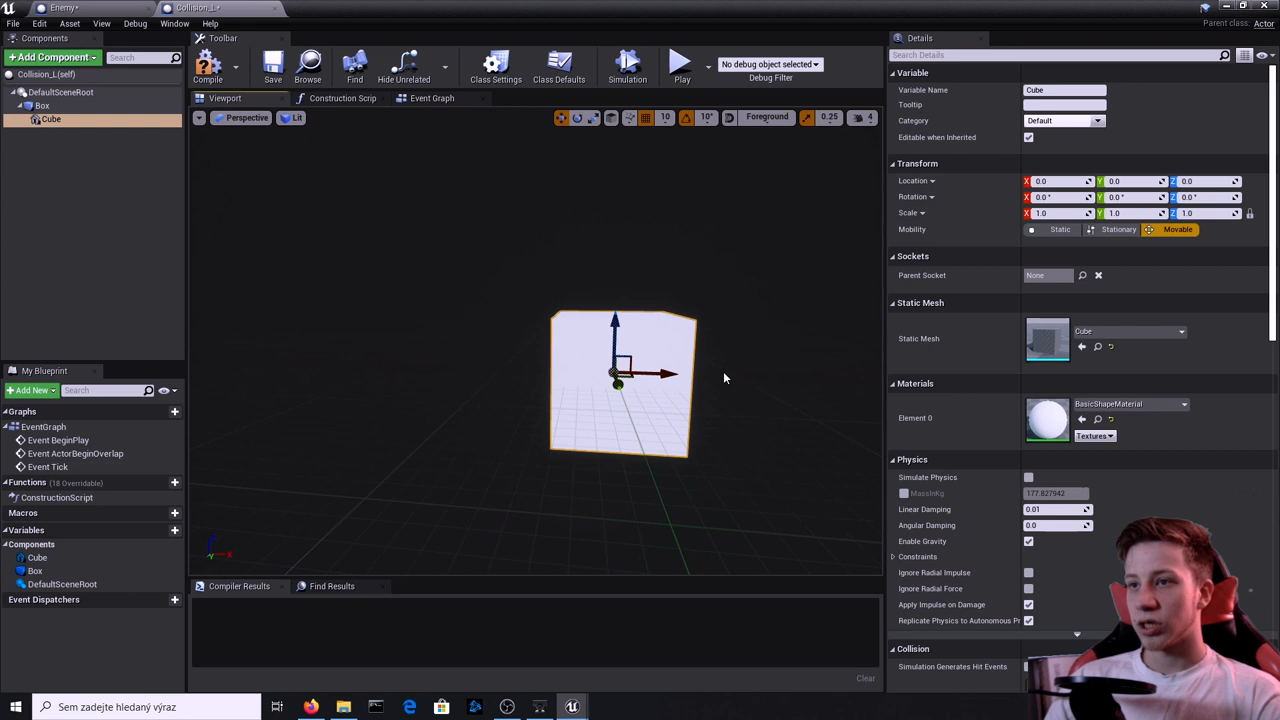 Enemy*
Collision_L*
File Edit Asset View Debug Window Help
Parent class: Actor
Components
Toolbar
Details
Add Component
Search
Compile
Save
Browse
Find
Hide Unrelated
Class Settings
Class Defaults
Simulation
Play
No debug object selected
Debug Filter
Search Details
Collision_L(self)
DefaultSceneRoot
Box
Cube
Viewport
Construction Scrip
Event Graph
Perspective
Lit
10
10°
Foreground
0.25
4
Variable
Variable Name Cube
Tooltip
Category Default
Editable when Inherited
Transform
Location X 0.0 Y 0.0 Z 0.0
Rotation X 0.0 ° Y 0.0 ° Z 0.0 °
Scale X 1.0 Y 1.0 Z 1.0
Mobility Static Stationary Movable
Sockets
Parent Socket None
Static Mesh
Static Mesh Cube
Materials
Element 0 BasicShapeMaterial
Textures
Physics
Simulate Physics
MassInKg 177.827942
Linear Damping 0.01
Angular Damping 0.0
Enable Gravity
Constraints
Ignore Radial Impulse
Ignore Radial Force
Apply Impulse on Damage
Replicate Physics to Autonomous Pr
Collision
Simulation Generates Hit Events
My Blueprint
Add New
Search
Graphs
EventGraph
Event BeginPlay
Event ActorBeginOverlap
Event Tick
Functions (18 Overridable)
ConstructionScript
Macros
Variables
Components
Cube
Box
DefaultSceneRoot
Event Dispatchers
Compiler Results
Find Results
Clear
Sem zadejte hledaný výraz